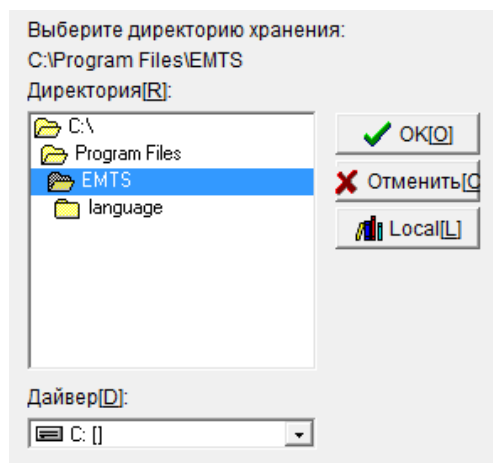 Выберите директорию хранения:
C:\Program Files\EMTS
Директория[R]:
C:\
Program Files
EMTS
language
OK[O]
Отменить[C
Local[L]
Дайвер[D]:
C: []